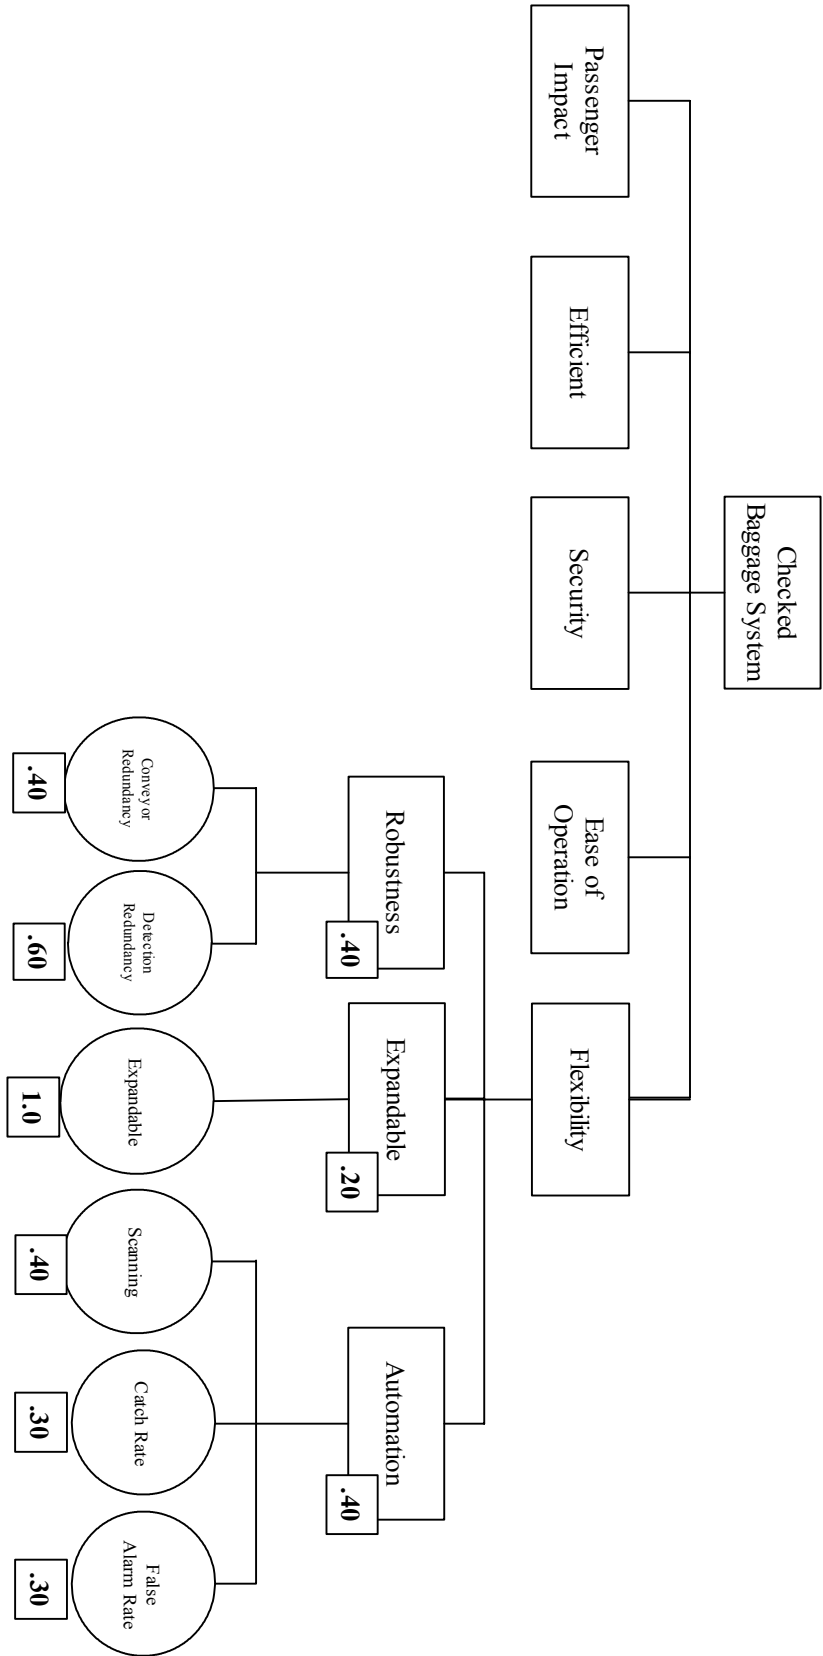 Checked
Baggage System
Passenger
Impact
Efficient
Security
Ease of
Operation
Flexibility
Robustness
.40
Expandable
.20
Automation
.40
Conveyor
Redundancy
.40
Detection
Redundancy
.60
Expandable
1.0
Scanning
.40
Catch Rate
.30
False
Alarm Rate
.30